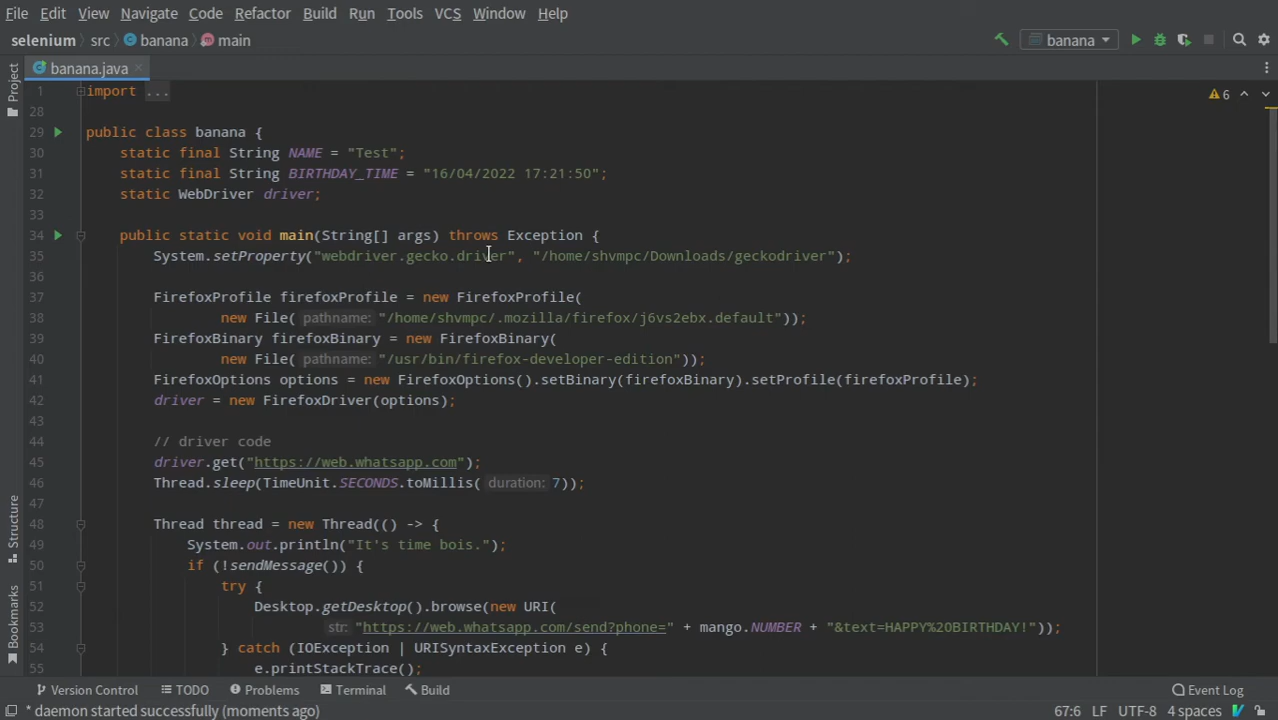 File Edit View Navigate Code Refactor Build Run Tools VCS Window Help
selenium src banana main banana
banana.java
Project
Structure
Bookmarks
6
1 import ...
28
29 public class banana {
30 static final String NAME = "Test";
31 static final String BIRTHDAY_TIME = "16/04/2022 17:21:50";
32 static WebDriver driver;
33
34 public static void main(String[] args) throws Exception {
35 System.setProperty("webdriver.gecko.driver", "/home/shvmpc/Downloads/geckodriver");
36
37 FirefoxProfile firefoxProfile = new FirefoxProfile(
38 new File( pathname: "/home/shvmpc/.mozilla/firefox/j6vs2ebx.default"));
39 FirefoxBinary firefoxBinary = new FirefoxBinary(
40 new File( pathname: "/usr/bin/firefox-developer-edition"));
41 FirefoxOptions options = new FirefoxOptions().setBinary(firefoxBinary).setProfile(firefoxProfile);
42 driver = new FirefoxDriver(options);
43
44 // driver code
45 driver.get("https://web.whatsapp.com");
46 Thread.sleep(TimeUnit.SECONDS.toMillis( duration: 7));
47
48 Thread thread = new Thread(() -> {
49 System.out.println("It's time bois.");
50 if (!sendMessage()) {
51 try {
52 Desktop.getDesktop().browse(new URI(
53 str: "https://web.whatsapp.com/send?phone=" + mango.NUMBER + "&text=HAPPY%20BIRTHDAY!"));
54 } catch (IOException | URISyntaxException e) {
55 e.printStackTrace();
Version Control TODO Problems Terminal Build Event Log
* daemon started successfully (moments ago) 67:6 LF UTF-8 4 spaces